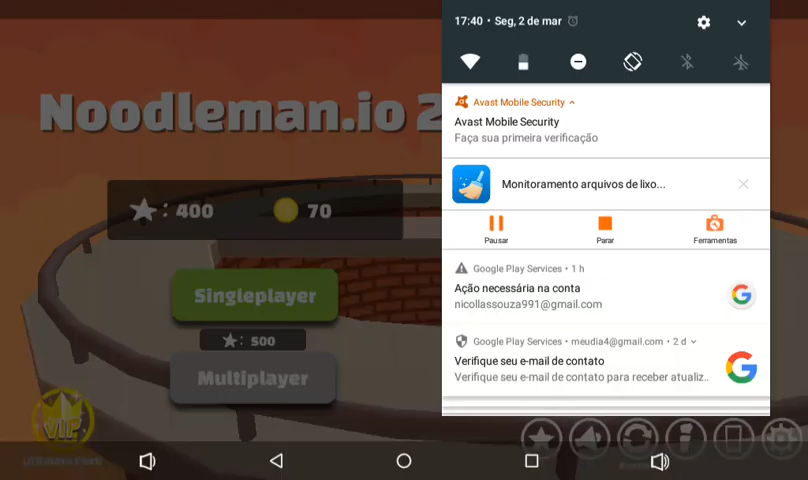 17:40 • Seg, 2 de mar
Avast Mobile Security
Avast Mobile Security
Faça sua primeira verificação
Monitoramento arquivos de lixo...
Pausar
Parar
Ferramentas
Google Play Services • 1 h
Ação necessária na conta
nicollassouza991@gmail.com
Google Play Services • meudia4@gmail.com • 2 d
Verifique seu e-mail de contato
Verifique seu e-mail de contato para receber atualiz..
Noodleman.io 2
: 400
70
Singleplayer
: 500
Multiplayer
VIP